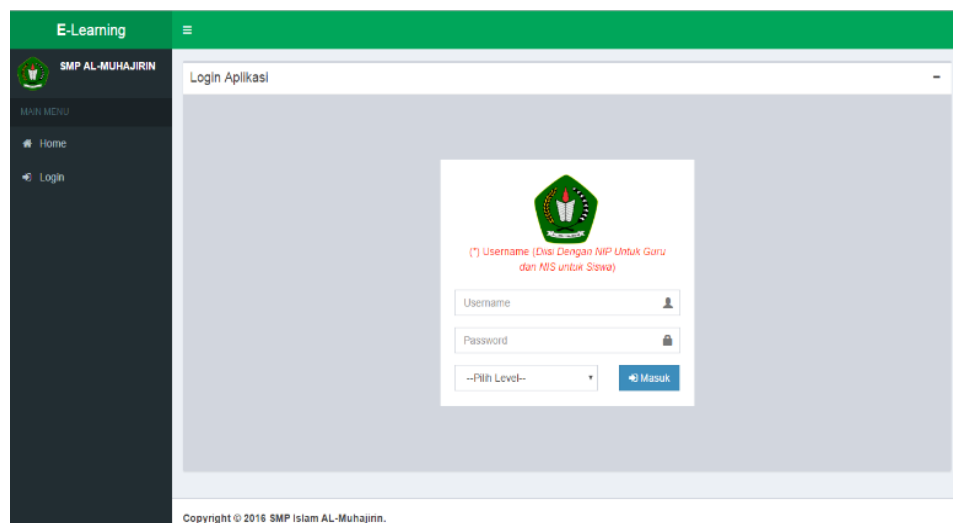 E-Learning
SMP AL-MUHAJIRIN
MAIN MENU
Home
Login
Login Aplikasi
(*) Username (Diisi Dengan NIP Untuk Guru
dan NIS untuk Siswa)
Username
Password
--Pilih Level--
Masuk
Copyright © 2016 SMP Islam AL-Muhajirin.